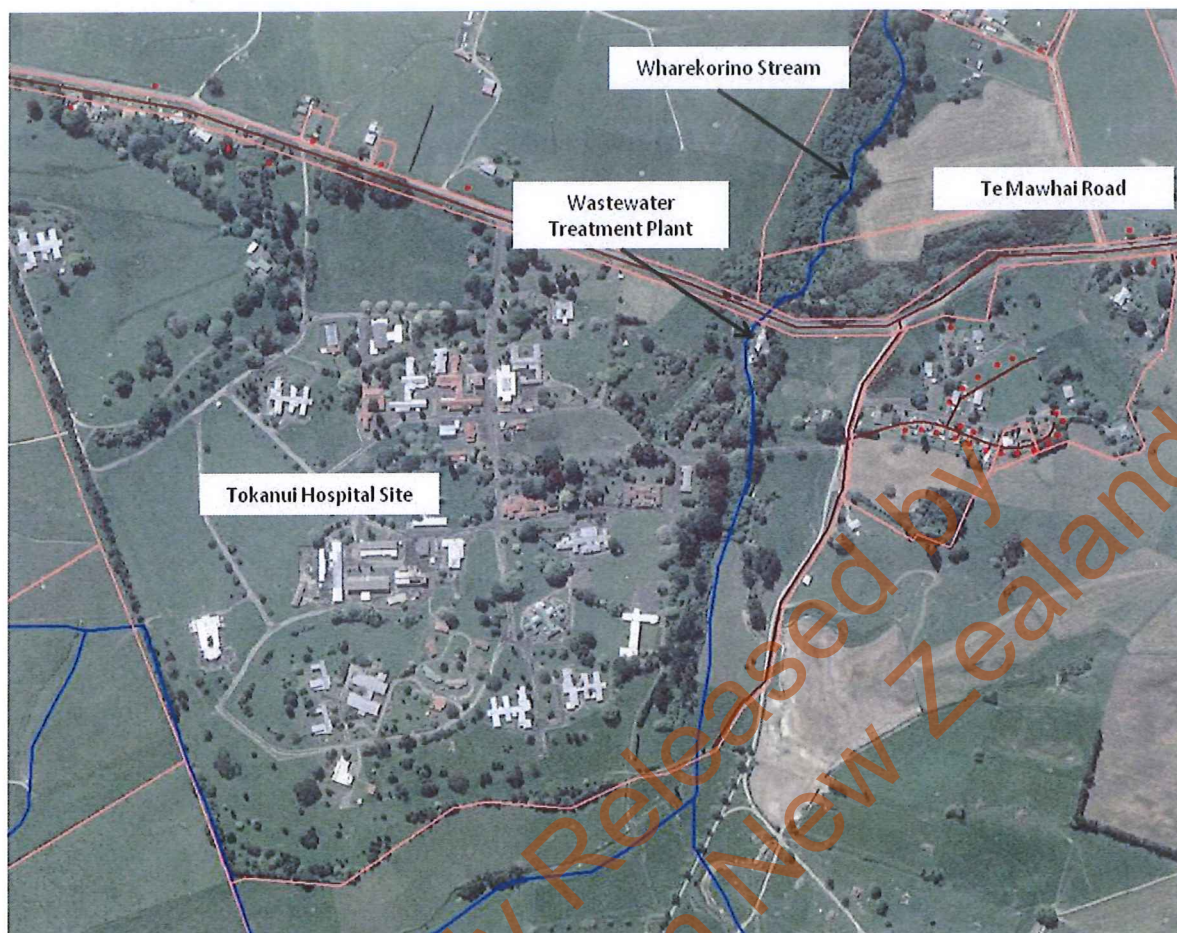 Wharekorino Stream
Te Mawhai Road
Wastewater
Treatment Plant
Tokanui Hospital Site
Released by
New Zealand